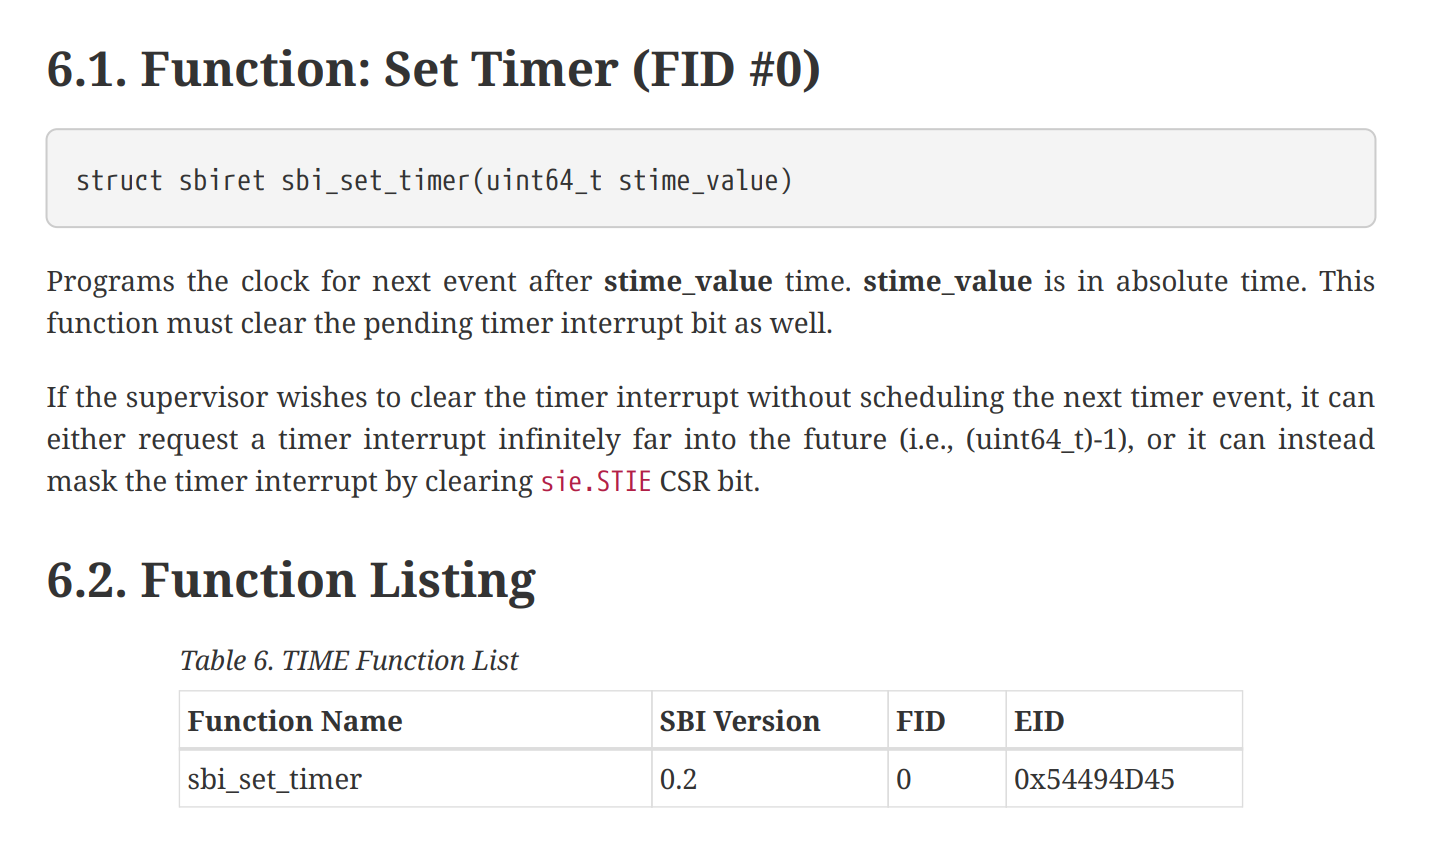 6.1. Function: Set Timer (FID #0)
struct sbiret sbi_set_timer(uint64_t stime_value)
Programs the clock for next event after stime_value time. stime_value is in absolute time. This
function must clear the pending timer interrupt bit as well.
If the supervisor wishes to clear the timer interrupt without scheduling the next timer event, it can
either request a timer interrupt infinitely far into the future (i.e., (uint64_t)-1), or it can instead
mask the timer interrupt by clearing sie.STIE CSR bit.
6.2. Function Listing
Table 6. TIME Function List
Function Name SBI Version FID EID
sbi_set_timer 0.2 0 0x54494D45